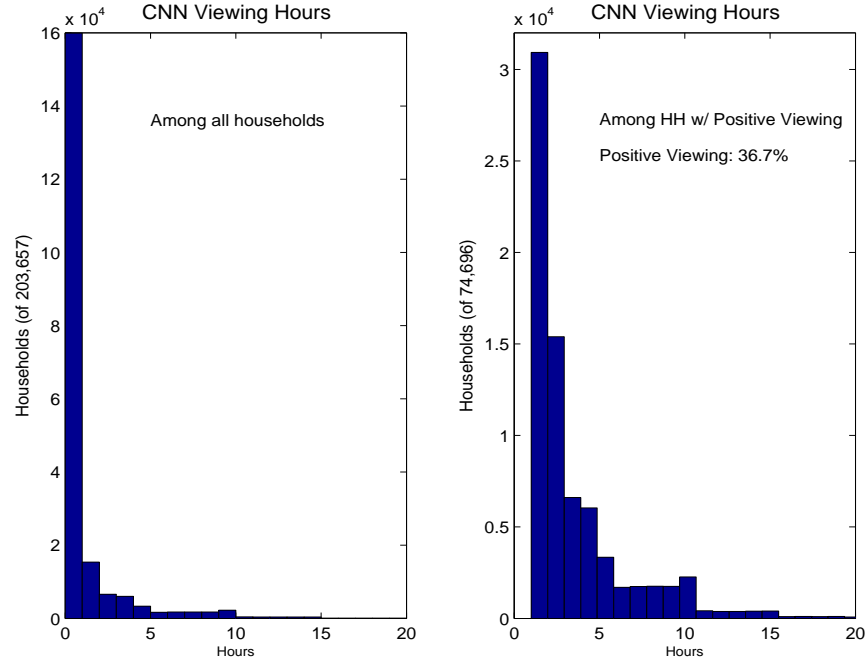 CNN Viewing Hours
x 10^4
16
14
12
10
8
6
4
2
0
Among all households
Households (of 203,657)
0 5 10 15 20
Hours
CNN Viewing Hours
x 10^4
3
2.5
2
1.5
1
0.5
0
Among HH w/ Positive Viewing
Positive Viewing: 36.7%
Households (of 74,696)
0 5 10 15 20
Hours